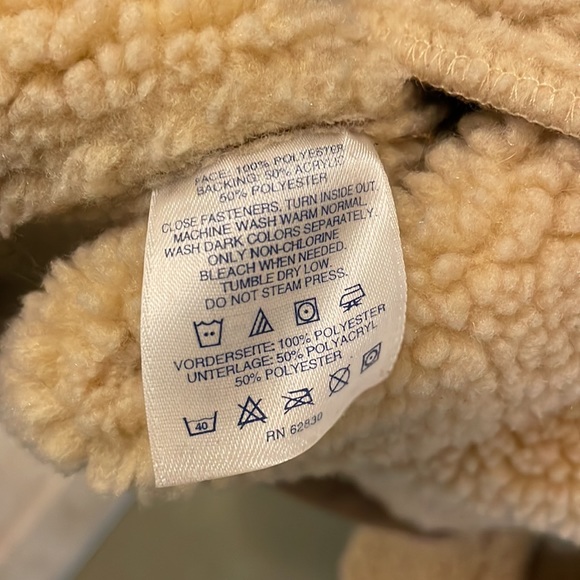 FACE: 100% POLYESTER
BACKING: 50% ACRYLIC
50% POLYESTER
CLOSE FASTENERS, TURN INSIDE OUT.
MACHINE WASH WARM NORMAL.
WASH DARK COLORS SEPARATELY.
ONLY NON-CHLORINE
BLEACH WHEN NEEDED.
TUMBLE DRY LOW.
DO NOT STEAM PRESS.
VORDERSEITE: 100% POLYESTER
UNTERLAGE: 50% POLYACRYL
50% POLYESTER
40
RN 62830